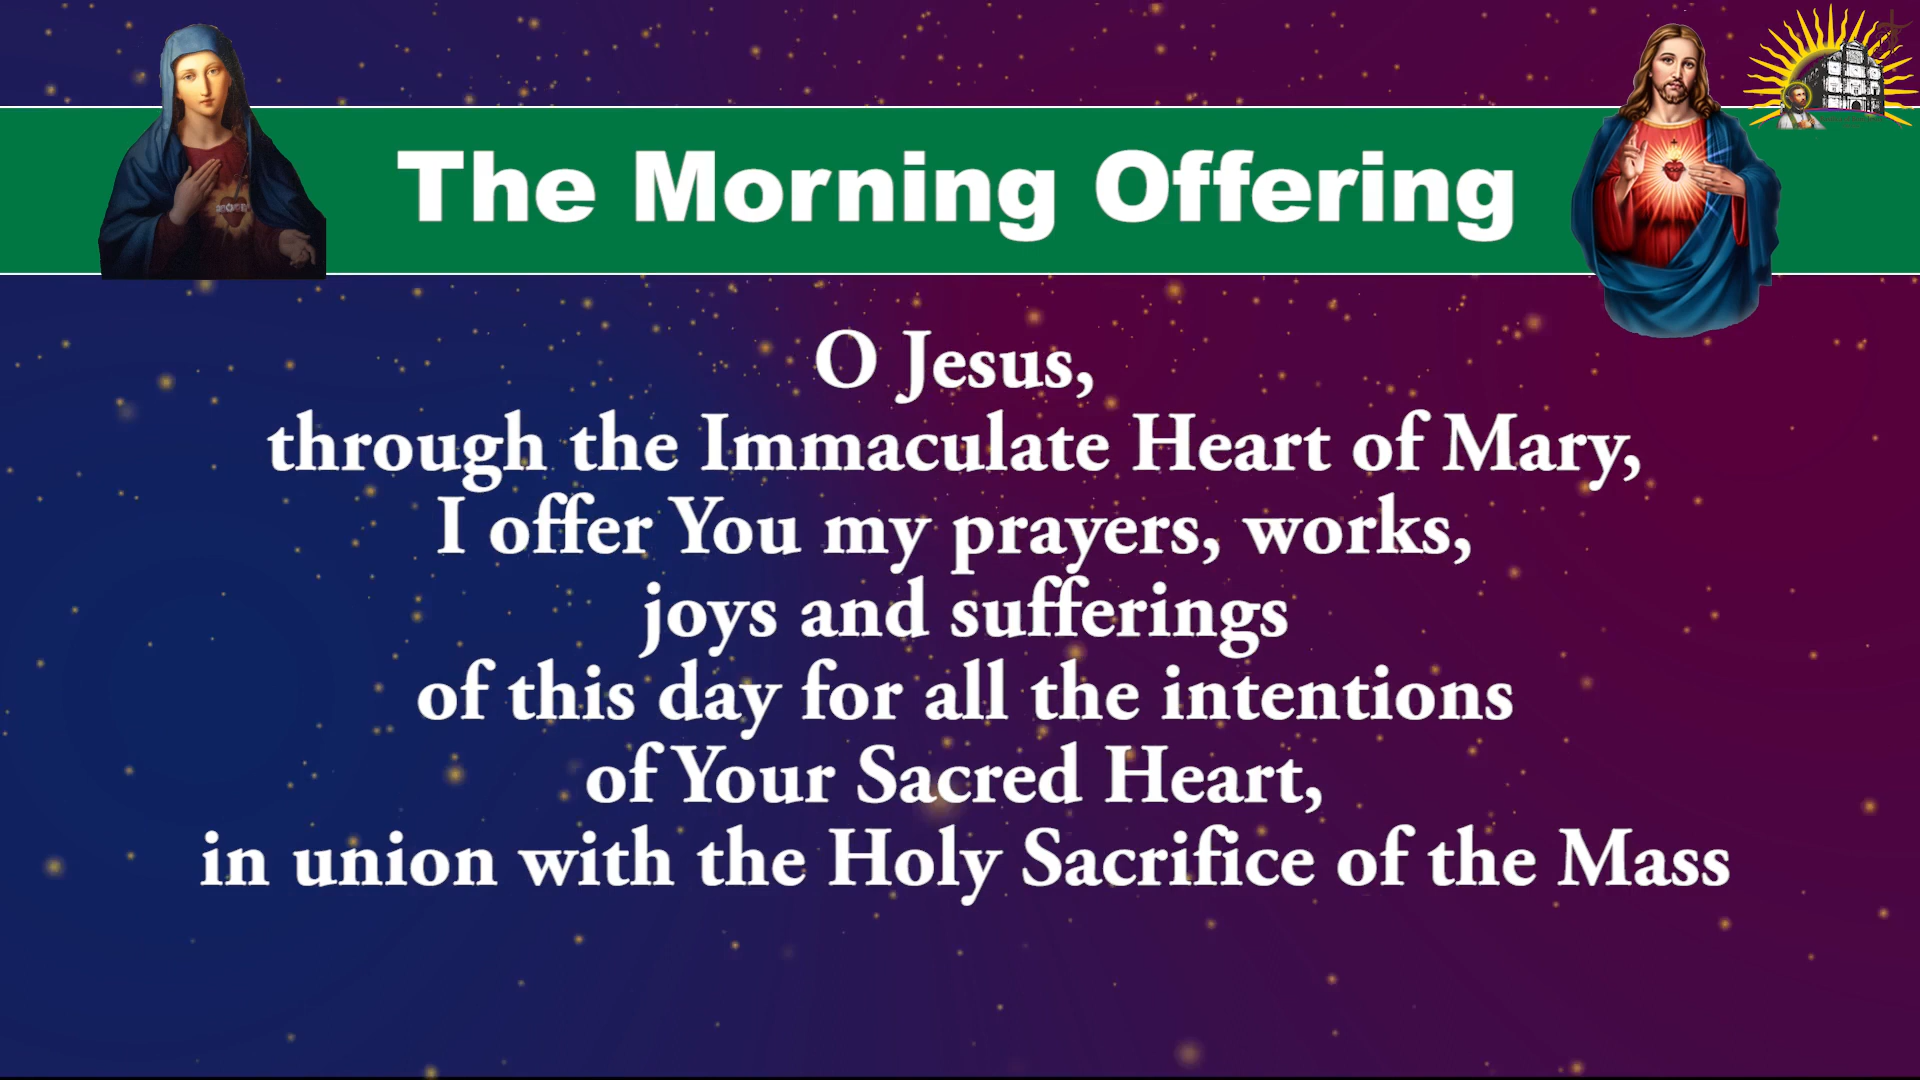 The Morning Offering
O Jesus,
through the Immaculate Heart of Mary,
I offer You my prayers, works,
joys and sufferings
of this day for all the intentions
of Your Sacred Heart,
in union with the Holy Sacrifice of the Mass